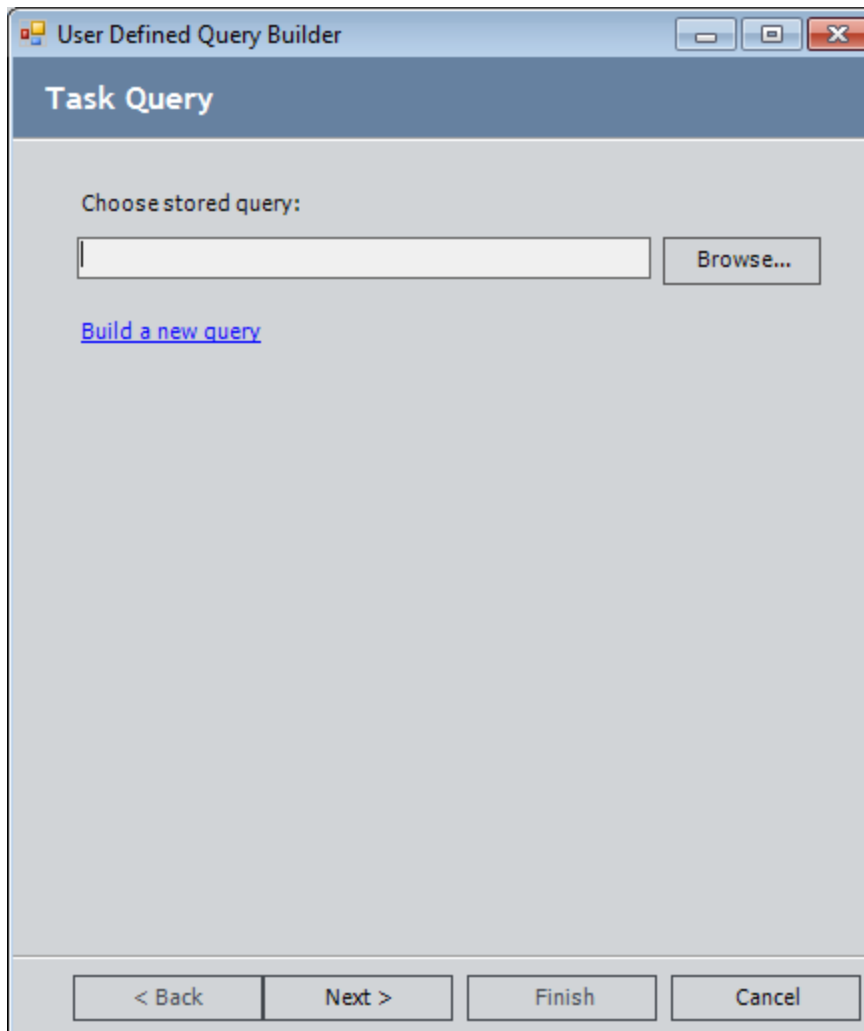 User Defined Query Builder
Task Query
Choose stored query:
Browse...
Build a new query
< Back Next > Finish Cancel